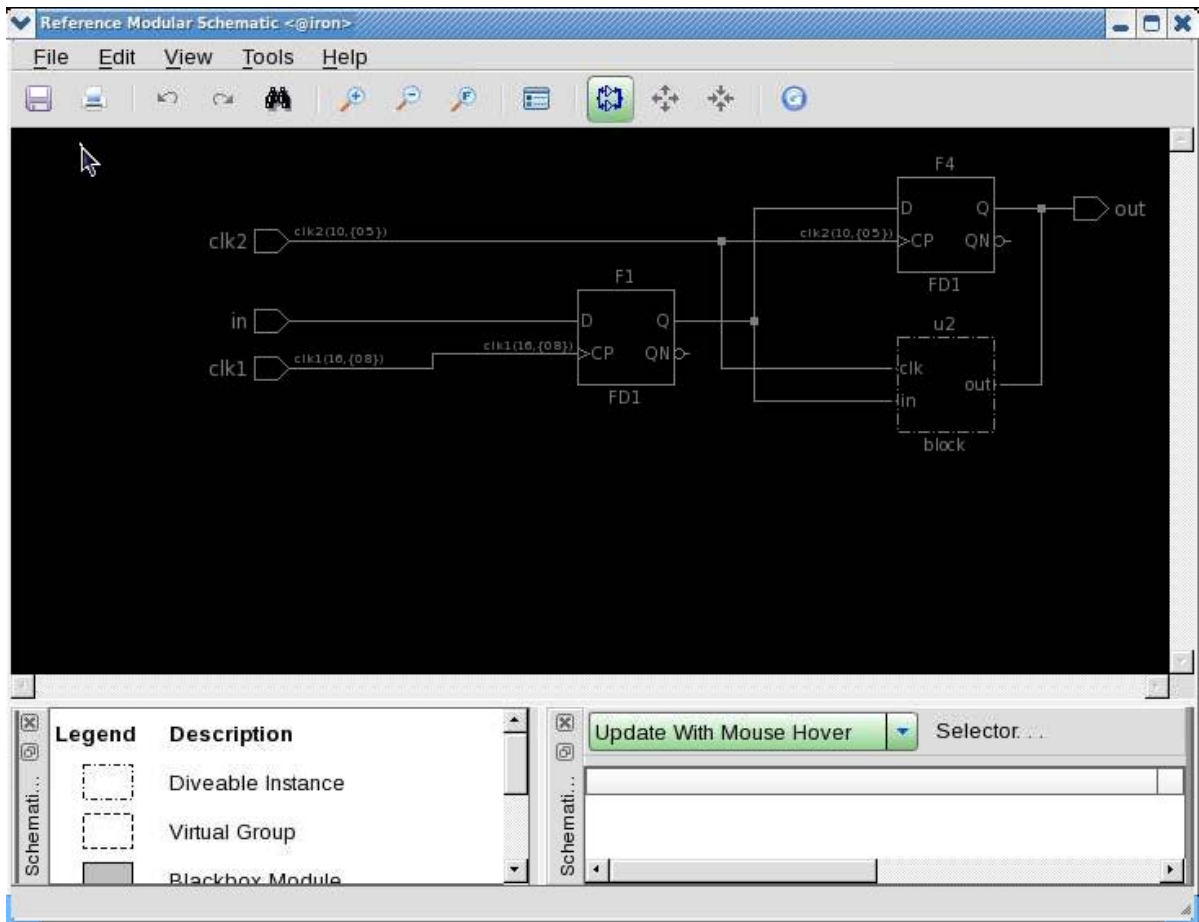 Reference Modular Schematic <@iron>
File Edit View Tools Help
F4
D Q
out
clk2
clk2(10,{05})
clk2(10,{05})
CP QN
FD1
F1
in
D Q
clk1
clk1(16,{08})
clk1(16,{08})
CP QN
FD1
u2
clk
out
in
block
Schemati...
Legend Description
Diveable Instance
Virtual Group
Blackbox Module
Schemati...
Update With Mouse Hover
Selector. . .